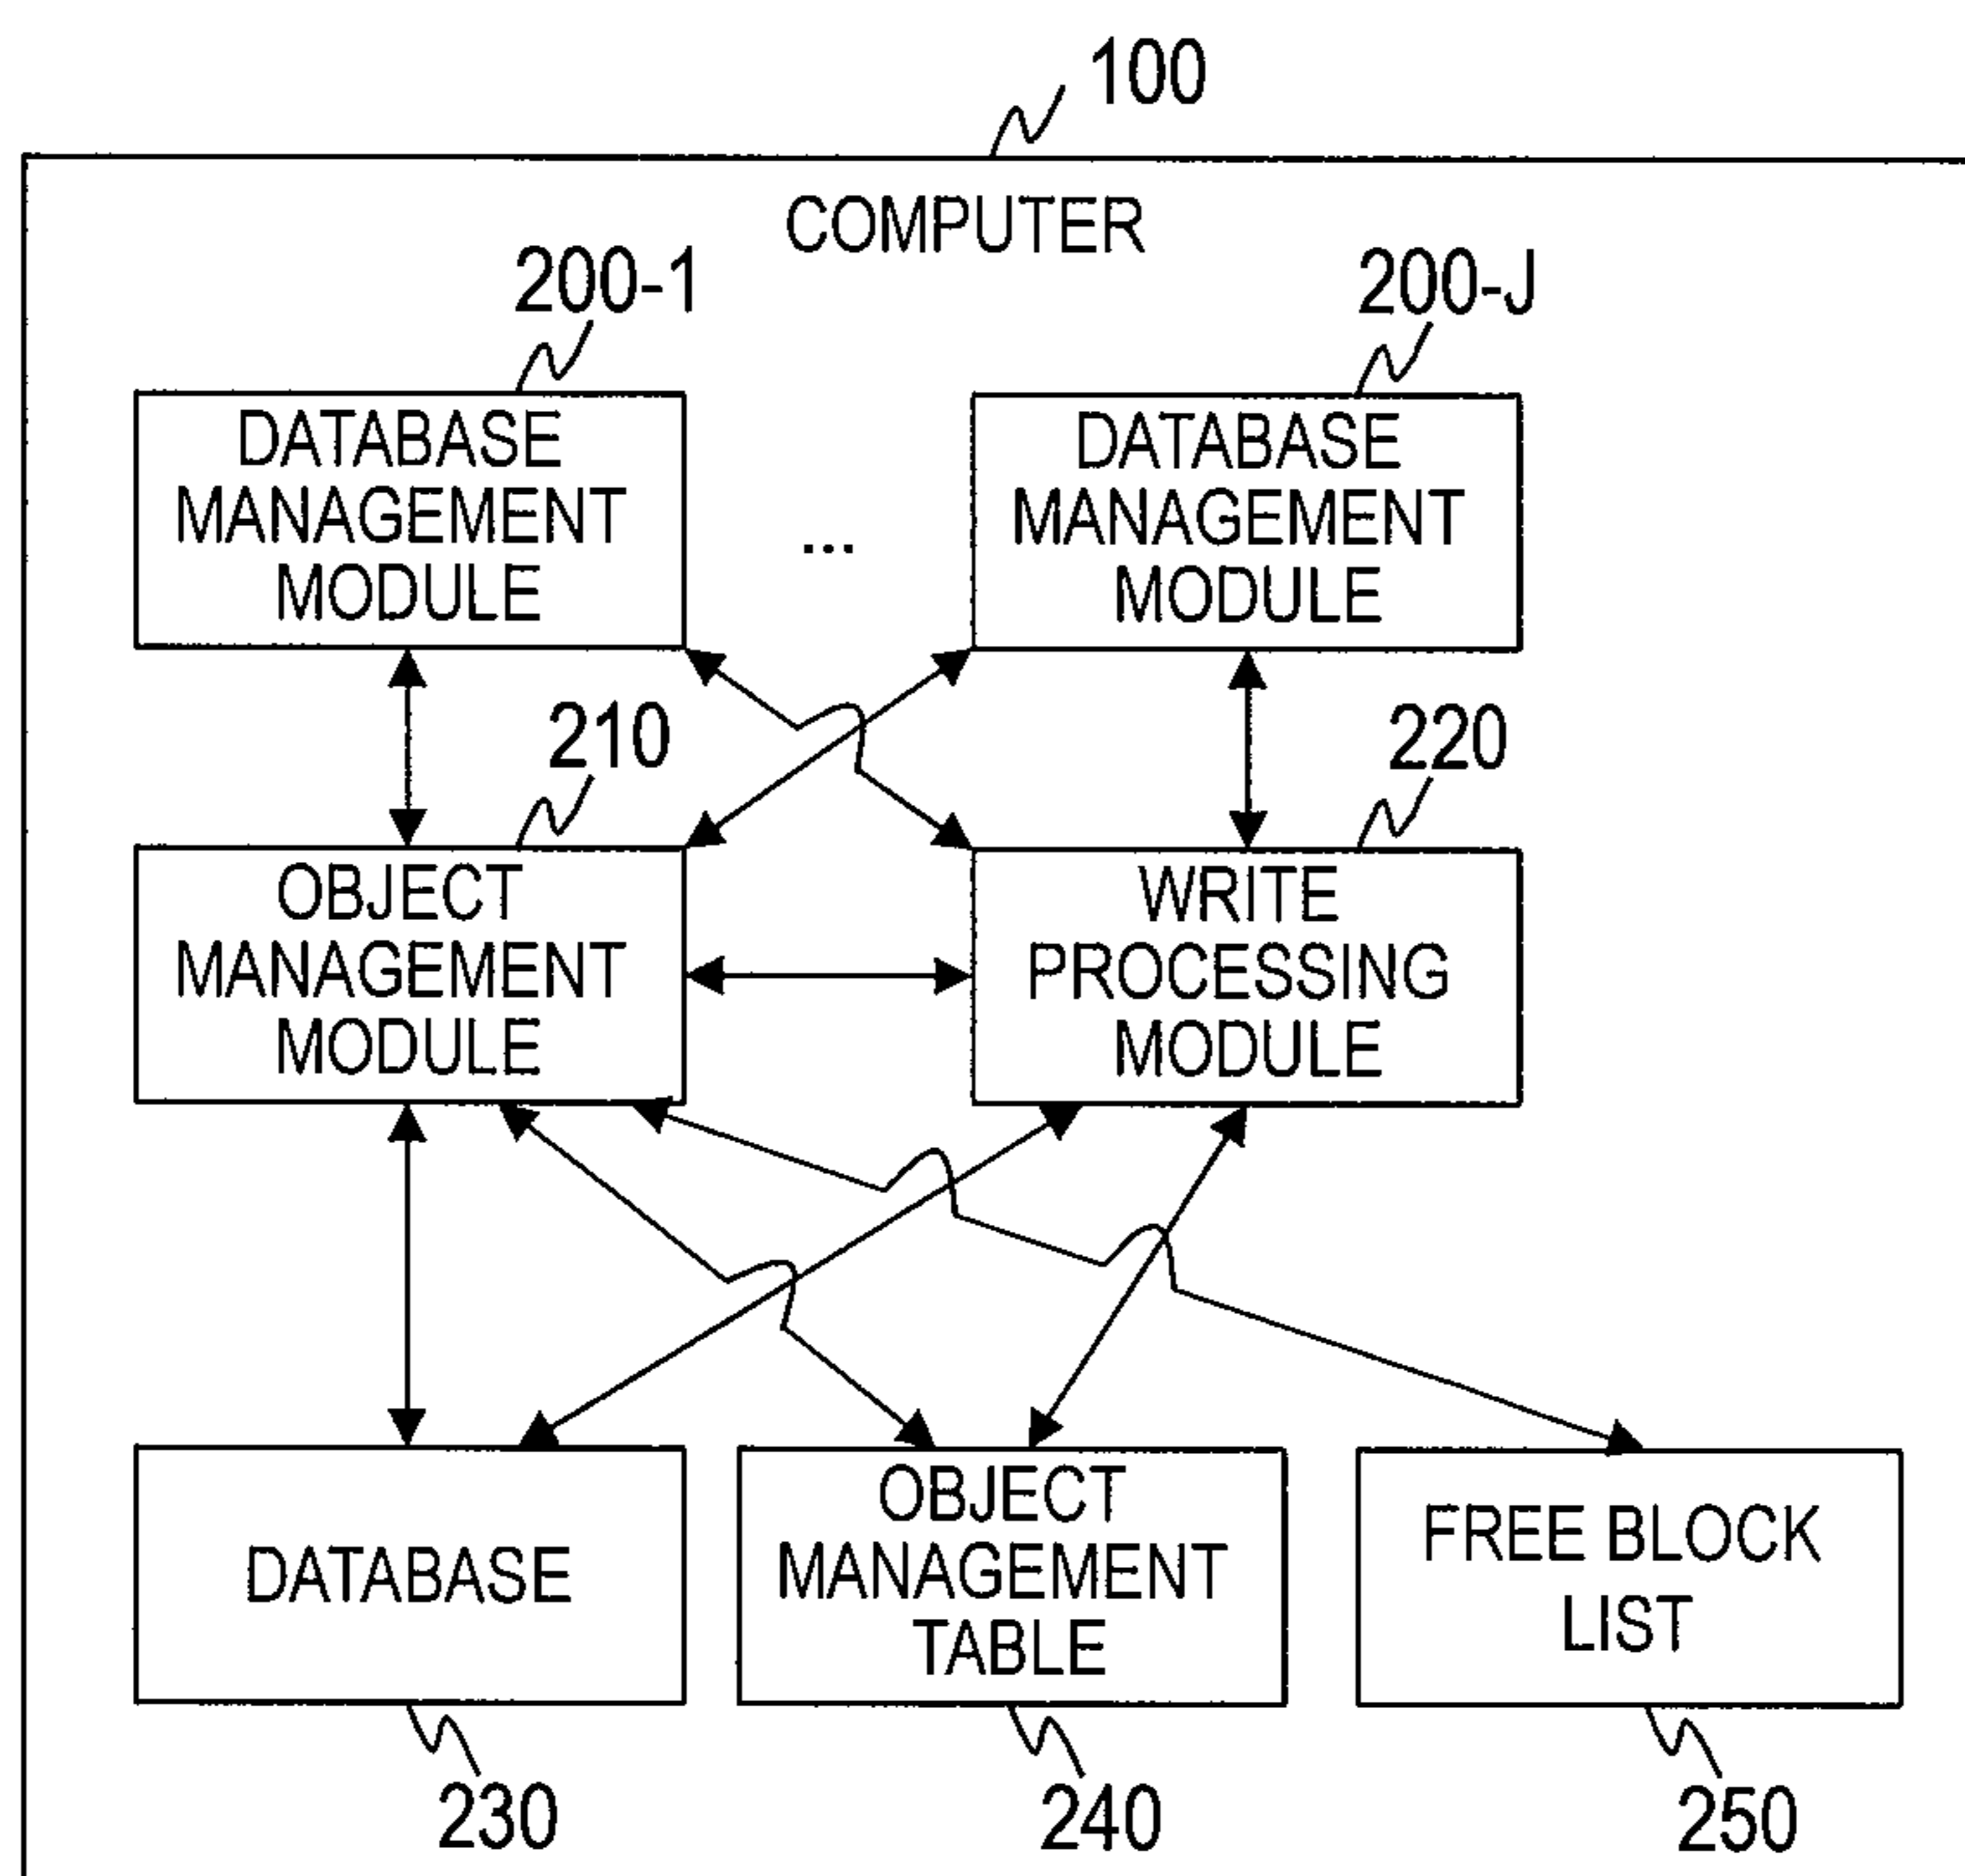 100
COMPUTER
200-1
200-J
DATABASE
MANAGEMENT
MODULE
...
DATABASE
MANAGEMENT
MODULE
210
220
OBJECT
MANAGEMENT
MODULE
WRITE
PROCESSING
MODULE
DATABASE
OBJECT
MANAGEMENT
TABLE
FREE BLOCK
LIST
230
240
250